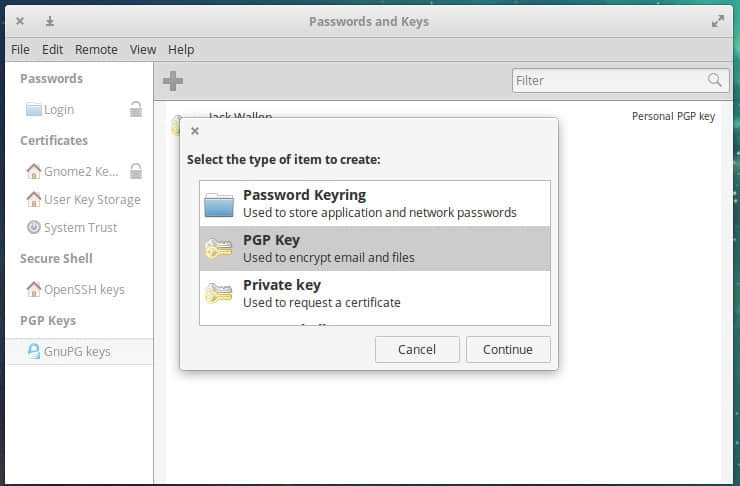 Passwords and Keys
File Edit Remote View Help
Passwords
Login
Certificates
Gnome2 Ke...
User Key Storage
System Trust
Secure Shell
OpenSSH keys
PGP Keys
GnuPG keys
Filter
Personal PGP key
Select the type of item to create:
Password Keyring
Used to store application and network passwords
PGP Key
Used to encrypt email and files
Private key
Used to request a certificate
Cancel Continue